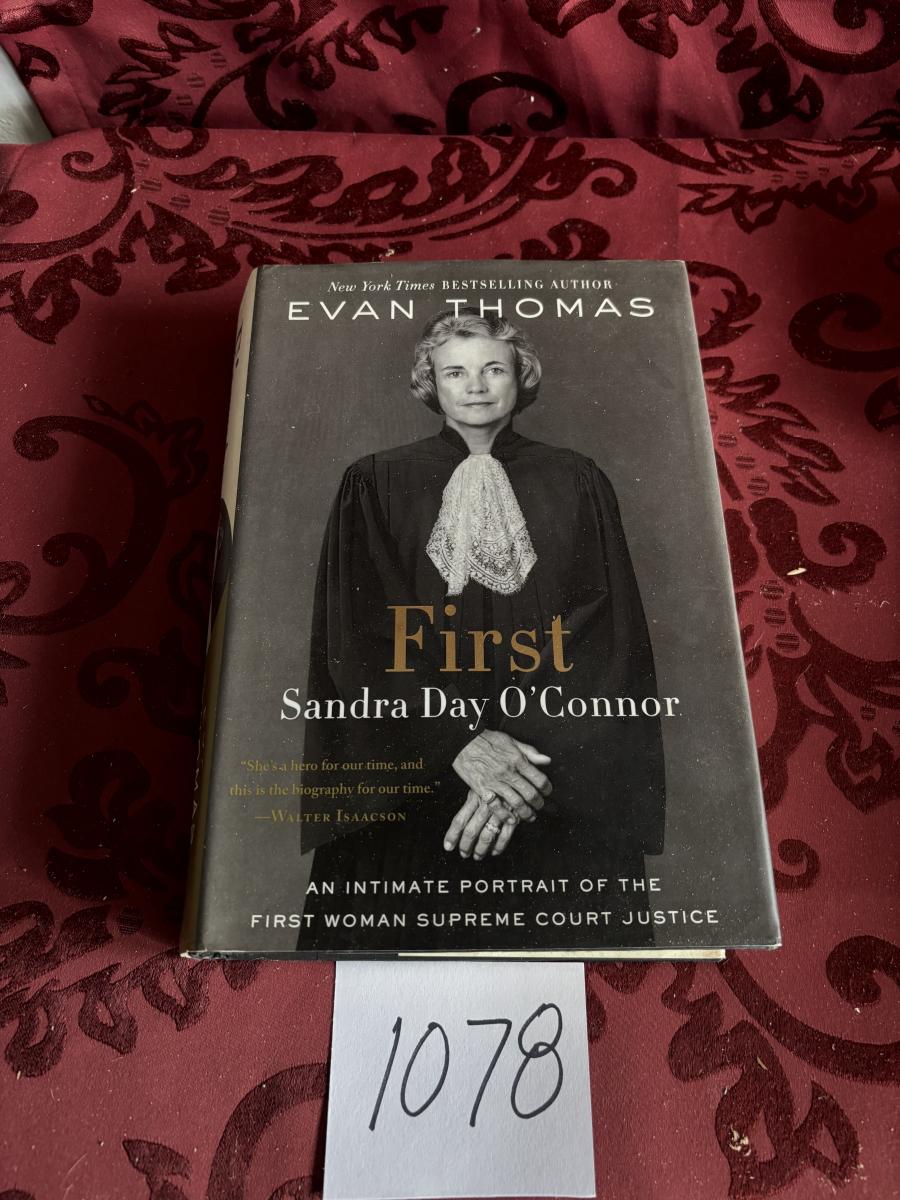 New York Times BESTSELLING AUTHOR
EVAN THOMAS
First
Sandra Day O'Connor
"She's a hero for our time, and
this is the biography for our time."
—WALTER ISAACSON
AN INTIMATE PORTRAIT OF THE
FIRST WOMAN SUPREME COURT JUSTICE
1078